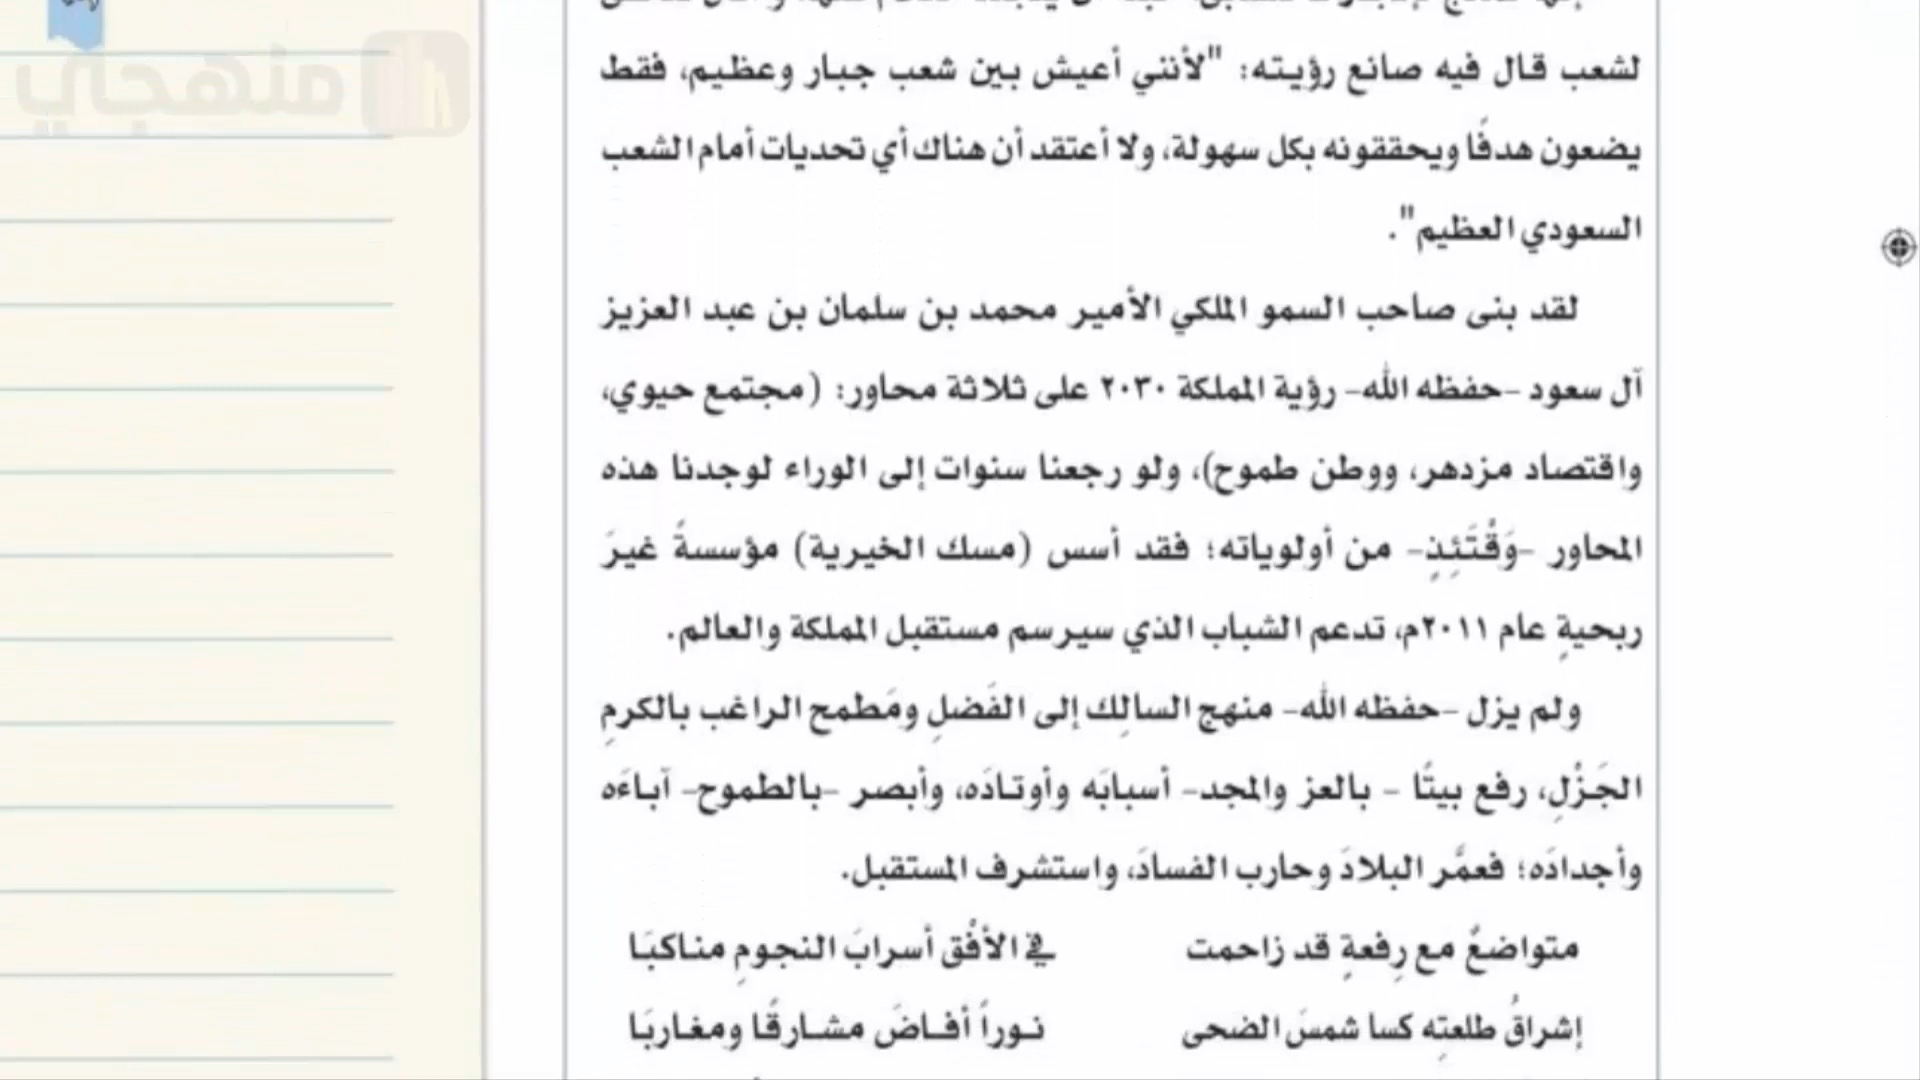 لشعب قال فيه صانع رؤيته: "لأنني أعيش بين شعب جبار وعظيم، فقط
يضعون هدفًا ويحققونه بكل سهولة، ولا أعتقد أن هناك أي تحديات أمام الشعب
السعودي العظيم".
لقد بنى صاحب السمو الملكي الأمير محمد بن سلمان بن عبد العزيز
آل سعود -حفظه الله- رؤية المملكة ٢٠٣٠ على ثلاثة محاور: (مجتمع حيوي،
واقتصاد مزدهر، ووطن طموح)، ولو رجعنا سنوات إلى الوراء لوجدنا هذه
المحاور -وَقْتَئِذٍ- من أولوياته؛ فقد أسس (مسك الخيرية) مؤسسةً غيرَ
ربحيةٍ عام ٢٠١١م، تدعم الشباب الذي سيرسم مستقبل المملكة والعالم.
ولم يزل -حفظه الله- منهج السالِك إلى الفَضلِ ومَطمح الراغب بالكرمِ
الجَزْلِ، رفع بيتًا - بالعز والمجد- أسبابَه وأوتادَه، وأبصر -بالطموح- آباءَه
وأجدادَه؛ فعمَّر البلادَ وحارب الفسادَ، واستشرف المستقبل.
متواضعٌ مع رِفعةٍ قد زاحمت في الأفُق أسرابَ النجومِ مناكبَا
إشراقُ طلعتِه كسا شمسَ الضحى نوراً أفاضَ مشارقًا ومغاربَا
منهجي